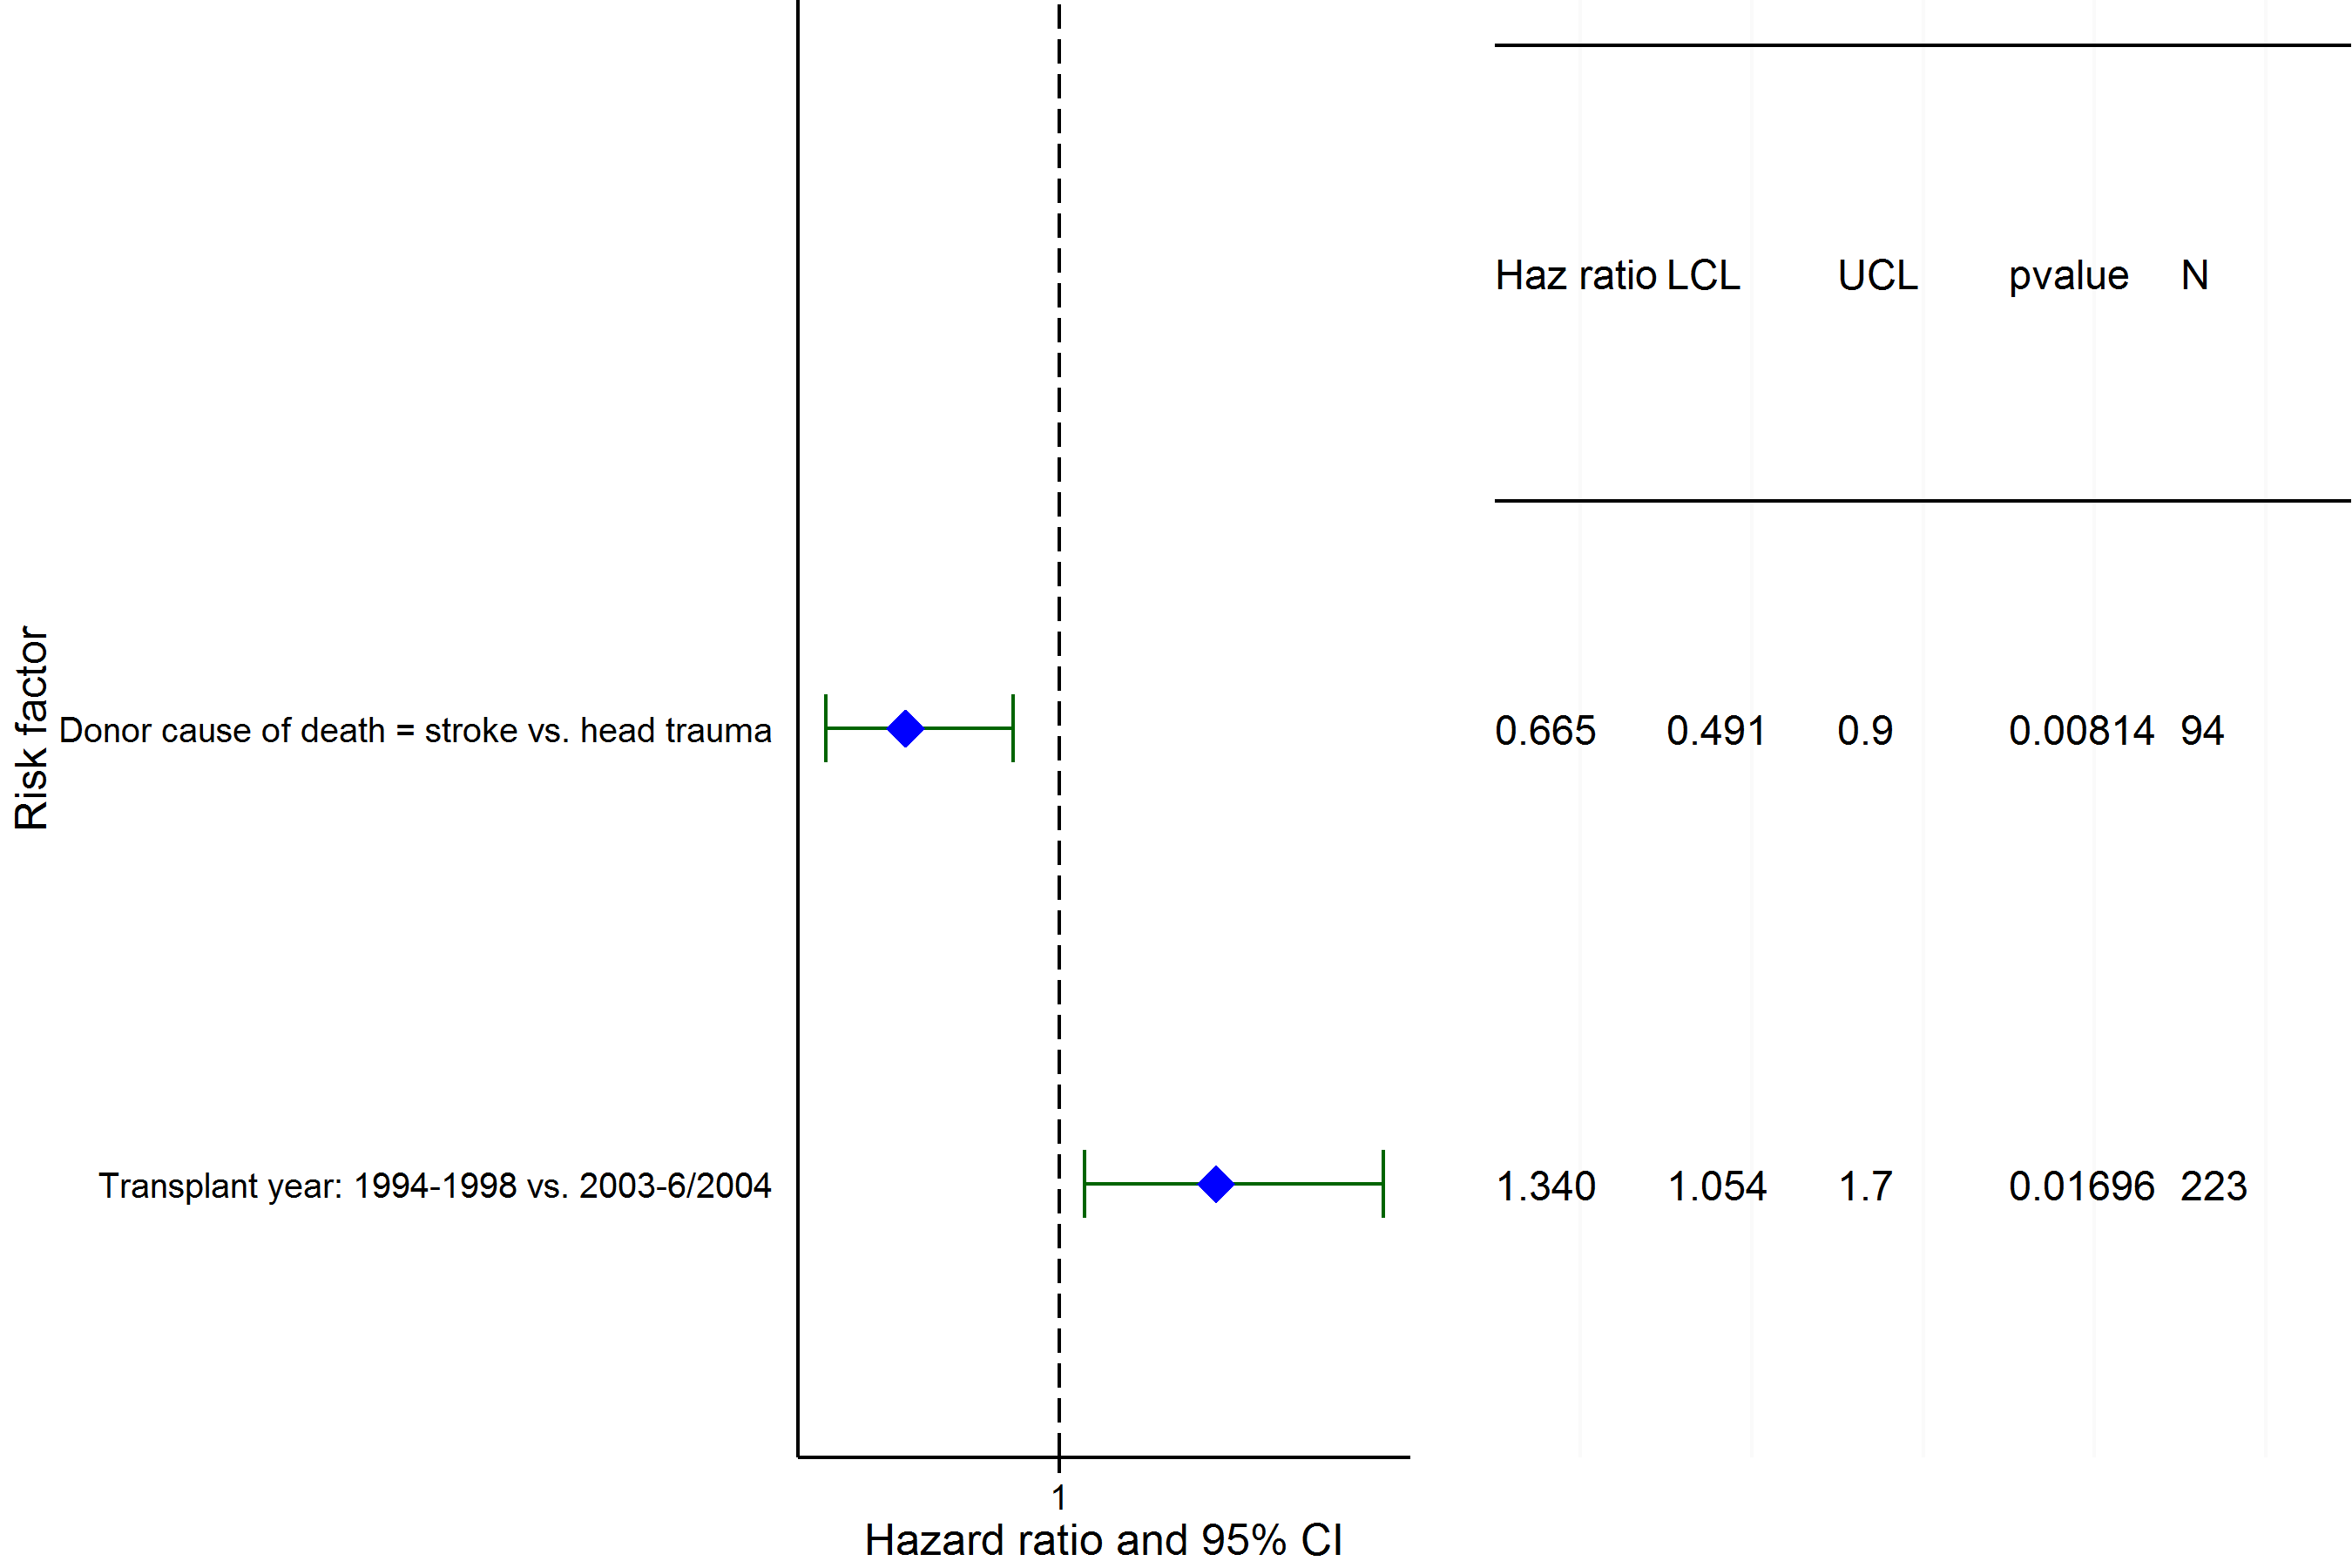 Haz ratio LCL UCL pvalue N
Risk factor
Donor cause of death = stroke vs. head trauma 0.665 0.491 0.9 0.00814 94
Transplant year: 1994-1998 vs. 2003-6/2004 1.340 1.054 1.7 0.01696 223
1
Hazard ratio and 95% CI